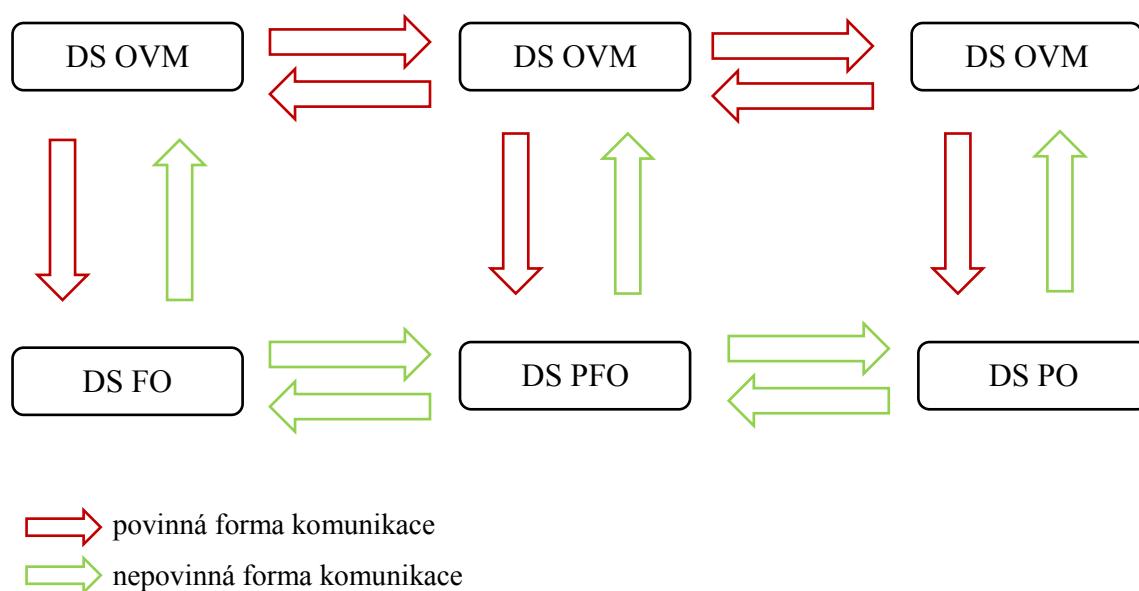 DS OVM
DS OVM
DS OVM
DS FO
DS PFO
DS PO
povinná forma komunikace
nepovinná forma komunikace